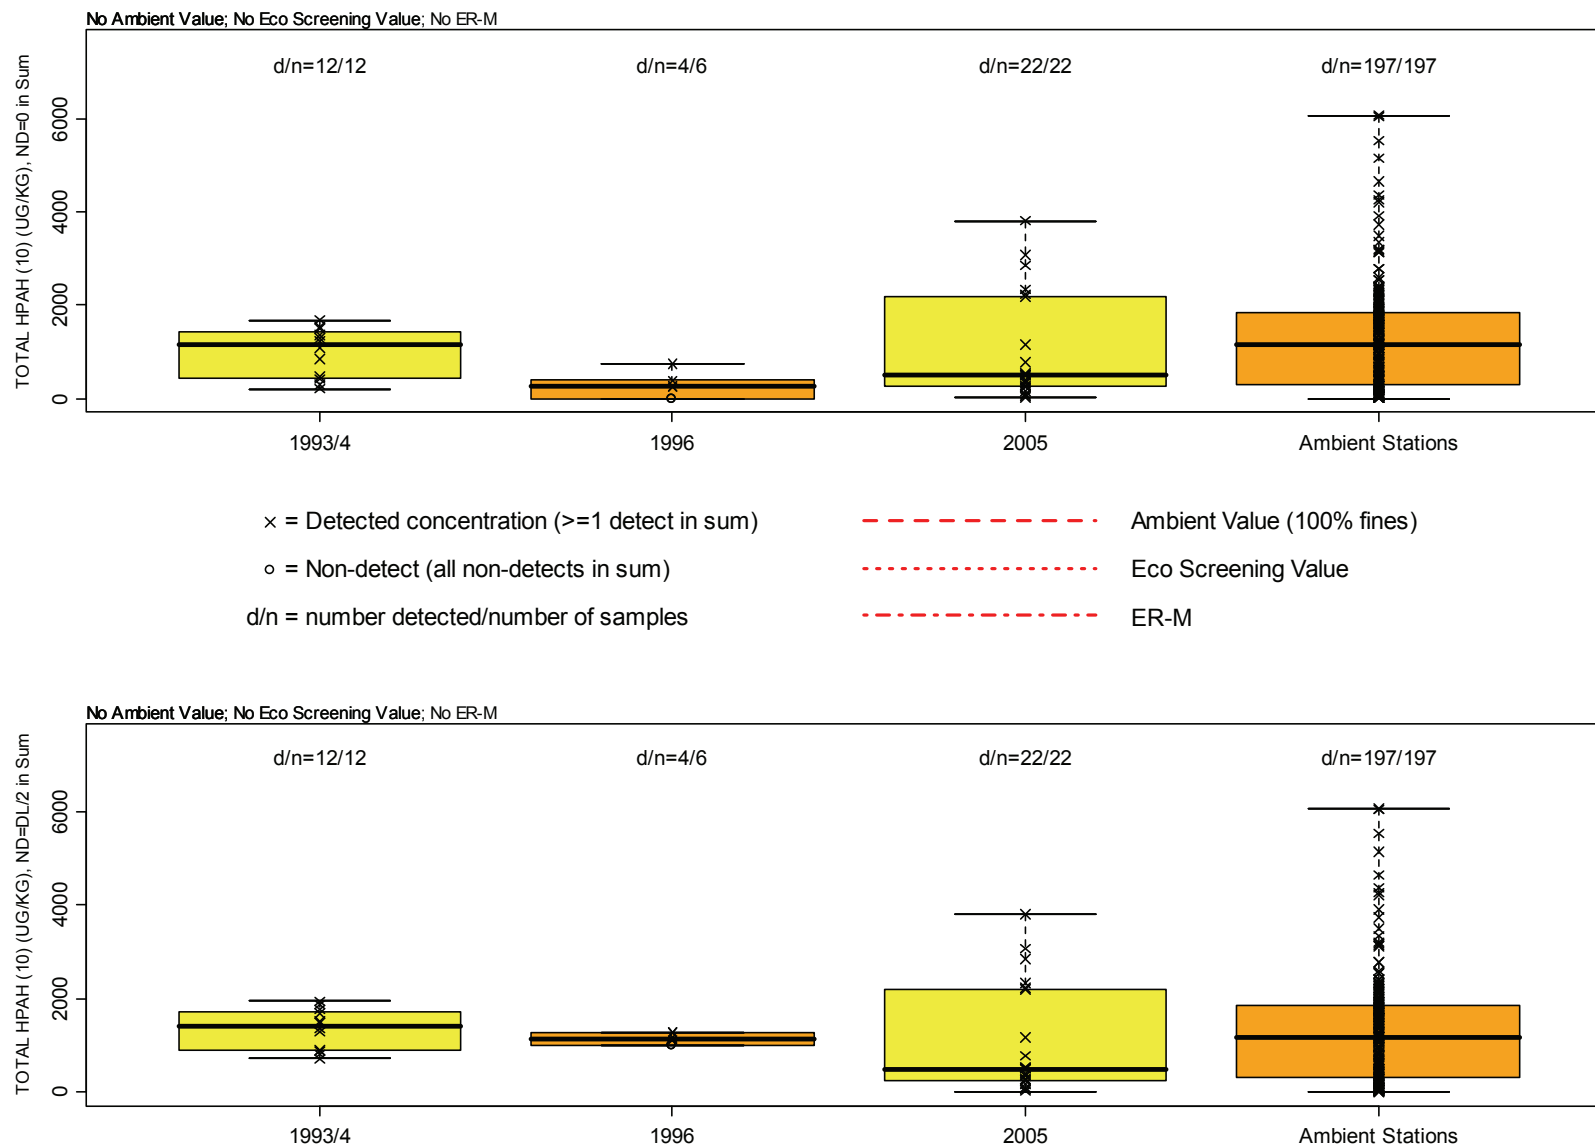 No Ambient Value; No Eco Screening Value; No ER-M
d/n=12/12 d/n=4/6 d/n=22/22 d/n=197/197
TOTAL HPAH (10) (UG/KG), ND=0 in Sum
6000
4000
2000
0
1993/4 1996 2005 Ambient Stations
× = Detected concentration (>=1 detect in sum)
o = Non-detect (all non-detects in sum)
d/n = number detected/number of samples
Ambient Value (100% fines)
Eco Screening Value
ER-M
No Ambient Value; No Eco Screening Value; No ER-M
d/n=12/12 d/n=4/6 d/n=22/22 d/n=197/197
TOTAL HPAH (10) (UG/KG), ND=DL/2 in Sum
6000
4000
2000
0
1993/4 1996 2005 Ambient Stations